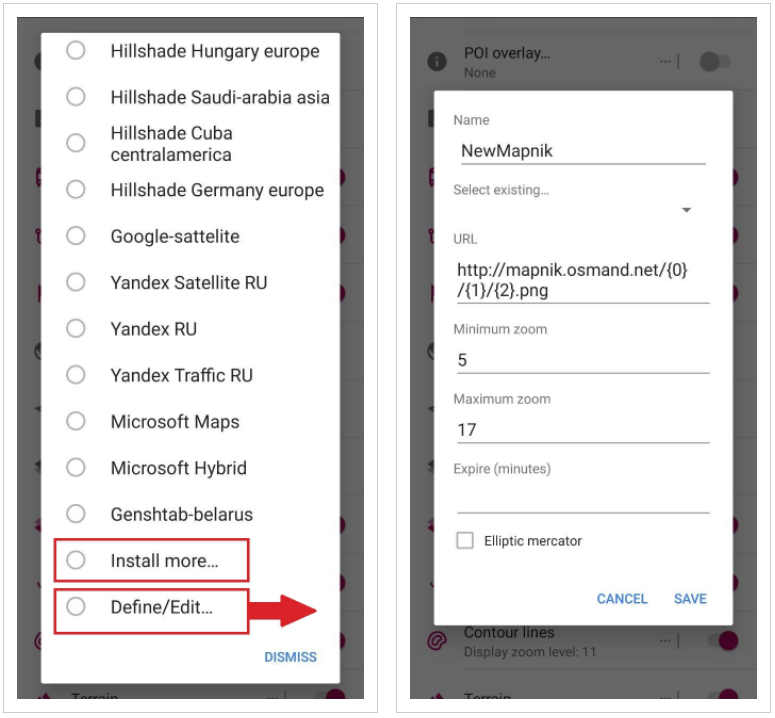 Hillshade Hungary europe
Hillshade Saudi-arabia asia
Hillshade Cuba
centralamerica
Hillshade Germany europe
Google-sattelite
Yandex Satellite RU
Yandex RU
Yandex Traffic RU
Microsoft Maps
Microsoft Hybrid
Genshtab-belarus
Install more...
Define/Edit...
DISMISS
Terrain
POI overlay...
None
Name
NewMapnik
Select existing...
URL
http://mapnik.osmand.net/{0}
/{1}/{2}.png
Minimum zoom
5
Maximum zoom
17
Expire (minutes)
Elliptic mercator
CANCEL SAVE
Contour lines
Display zoom level: 11
Terrain